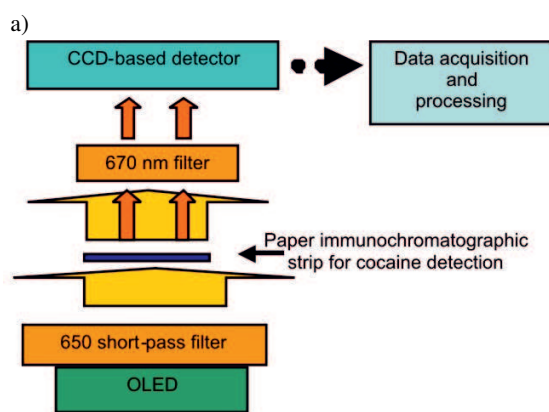 a)
CCD-based detector
Data acquisition
and
processing
670 nm filter
Paper immunochromatographic
strip for cocaine detection
650 short-pass filter
OLED